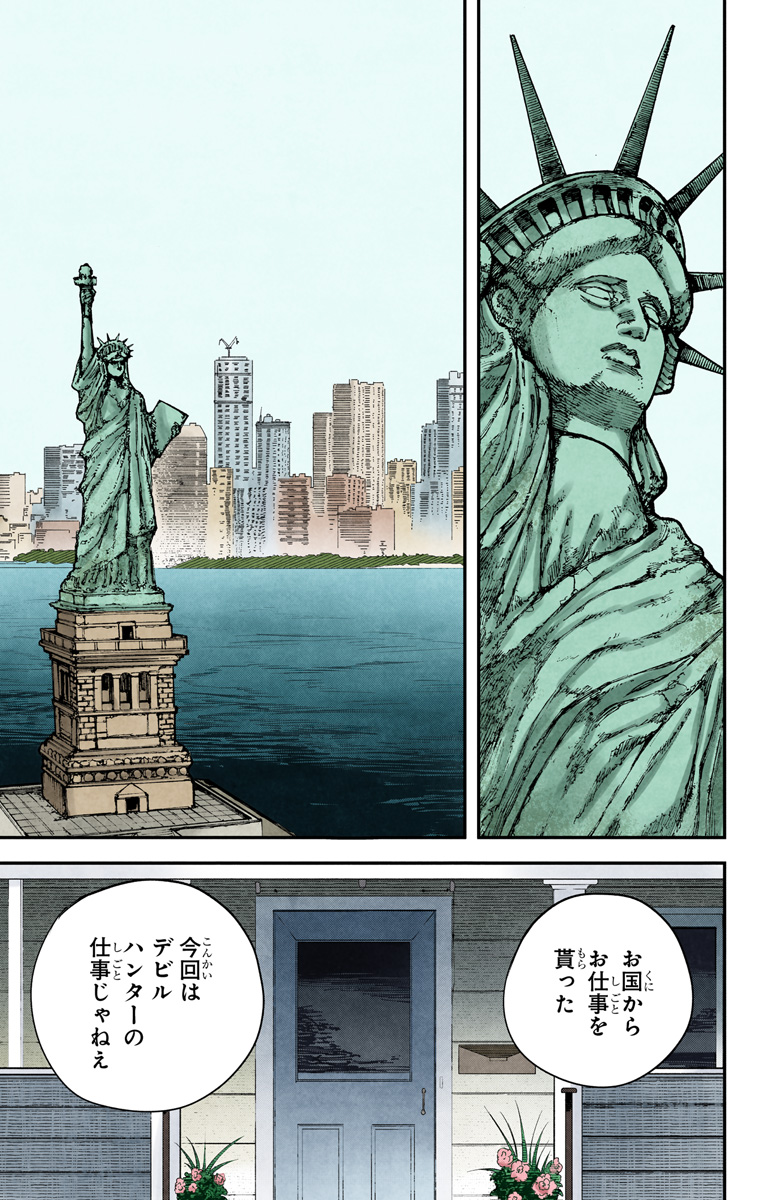 お国から
お仕事を
貰った
今回は
デビル
ハンターの
仕事じゃねえ